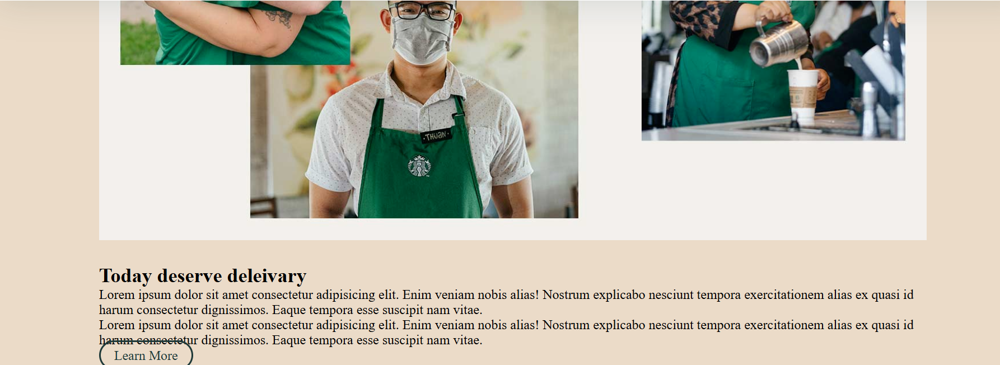 THUaN
Today deserve deleivary
Lorem ipsum dolor sit amet consectetur adipisicing elit. Enim veniam nobis alias! Nostrum explicabo nesciunt tempora exercitationem alias ex quasi id
harum consectetur dignissimos. Eaque tempora esse suscipit nam vitae.
Lorem ipsum dolor sit amet consectetur adipisicing elit. Enim veniam nobis alias! Nostrum explicabo nesciunt tempora exercitationem alias ex quasi id
harum consectetur dignissimos. Eaque tempora esse suscipit nam vitae.
Learn More